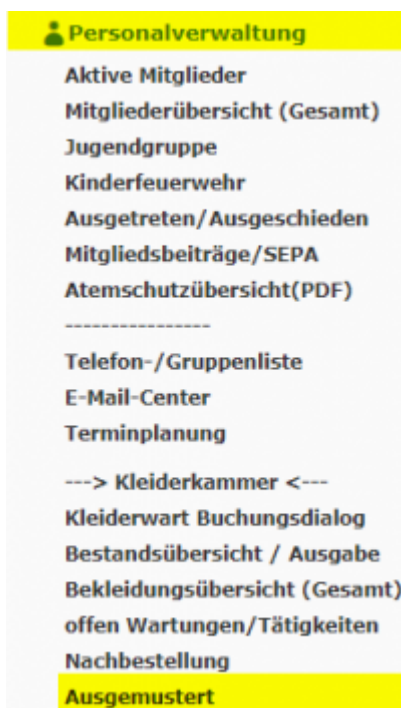 Personalverwaltung
Aktive Mitglieder
Mitgliederübersicht (Gesamt)
Jugendgruppe
Kinderfeuerwehr
Ausgetreten/Ausgeschieden
Mitgliedsbeiträge/SEPA
Atemschutzübersicht(PDF)
----------------
Telefon-/Gruppenliste
E-Mail-Center
Terminplanung
---> Kleiderkammer <---
Kleiderwart Buchungsdialog
Bestandsübersicht / Ausgabe
Bekleidungsübersicht (Gesamt)
offen Wartungen/Tätigkeiten
Nachbestellung
Ausgemustert